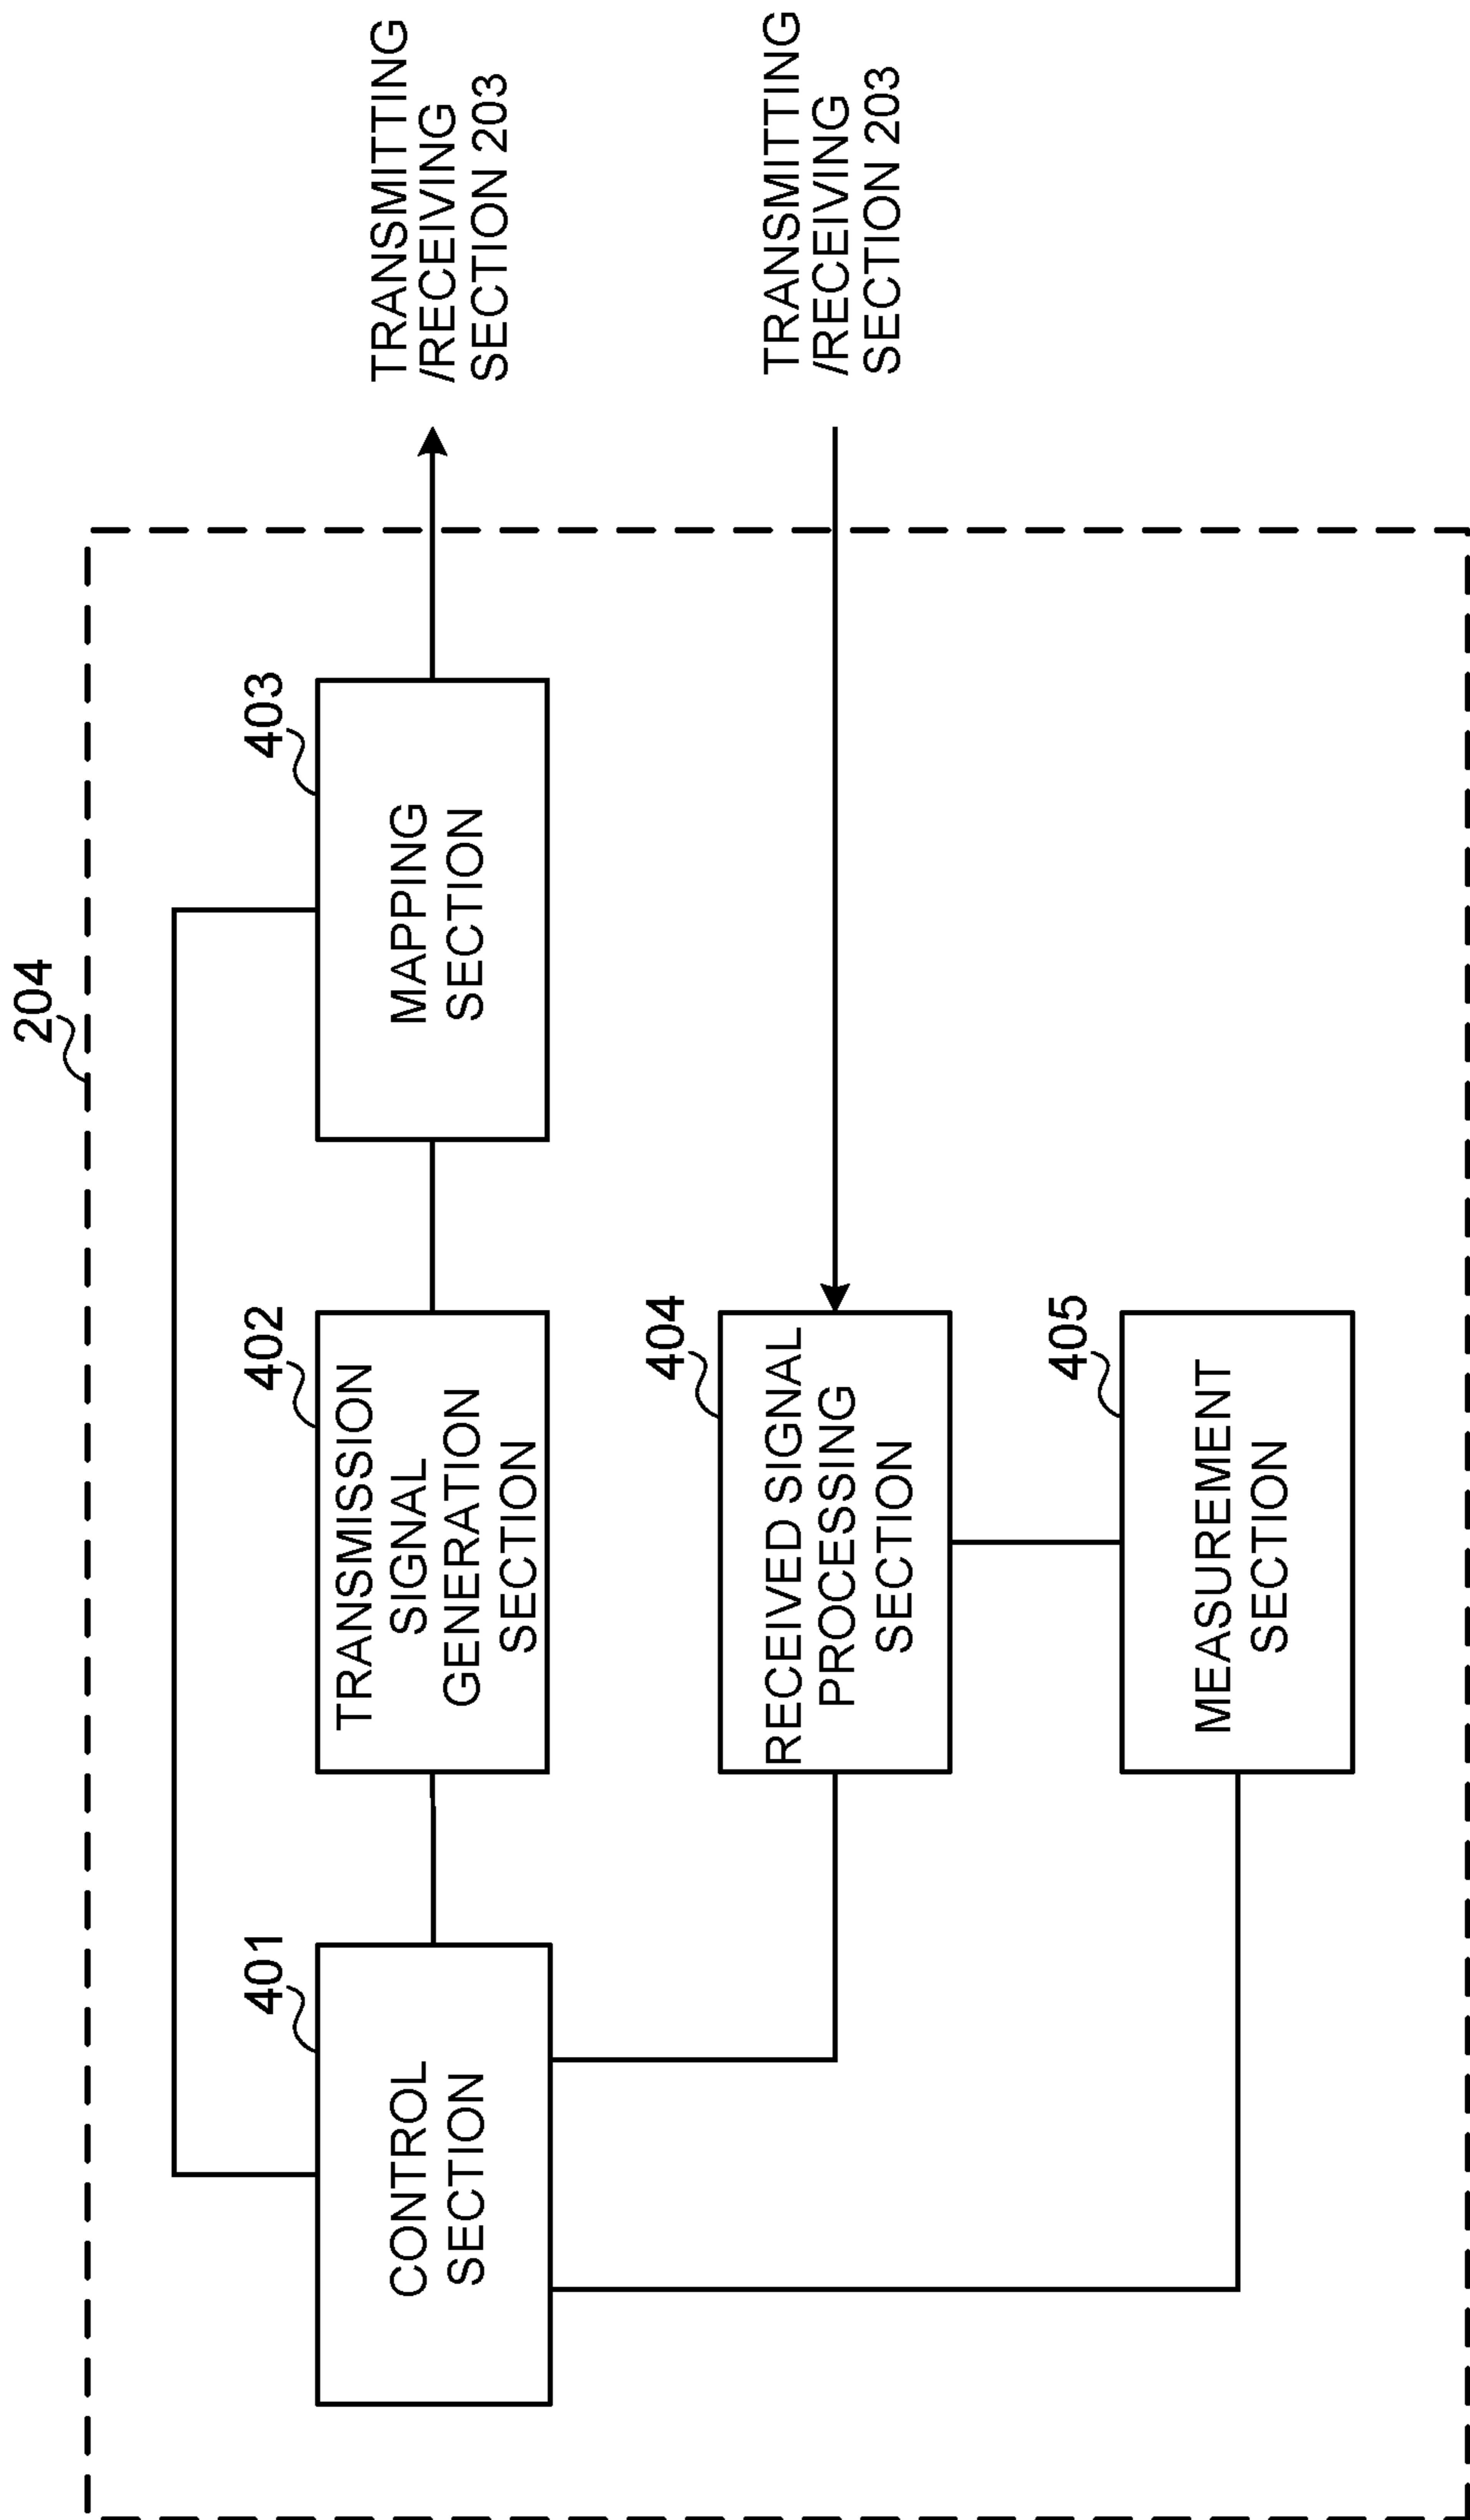 204
401
CONTROL
SECTION
402
TRANSMISSION
SIGNAL
GENERATION
SECTION
403
MAPPING
SECTION
TRANSMITTING
/RECEIVING
SECTION 203
404
RECEIVED SIGNAL
PROCESSING
SECTION
TRANSMITTING
/RECEIVING
SECTION 203
405
MEASUREMENT
SECTION